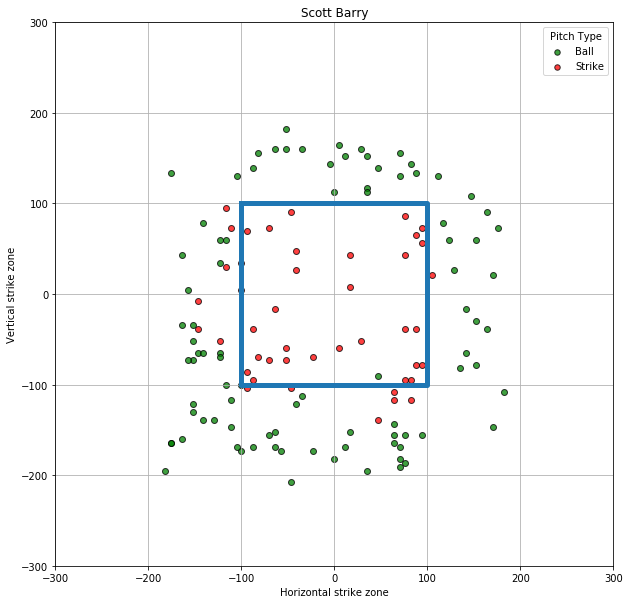 Scott Barry
Pitch Type
Ball
Strike
300
200
100
0
−100
−200
−300
Vertical strike zone
−300 −200 −100 0 100 200 300
Horizontal strike zone